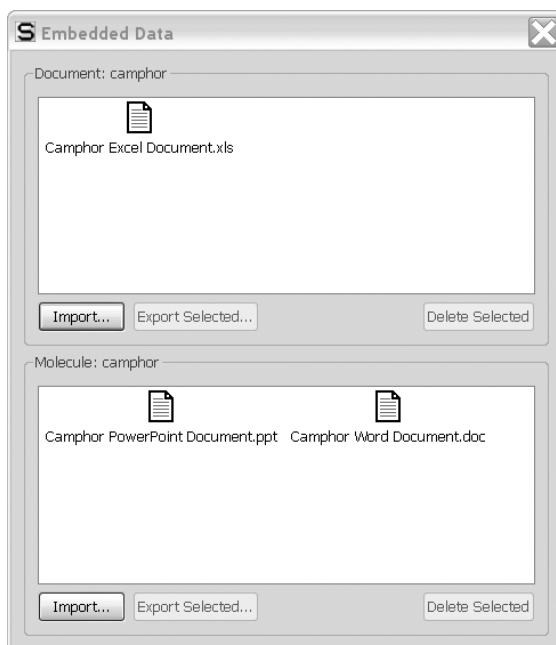 S Embedded Data
Document: camphor
Camphor Excel Document.xls
Import... Export Selected... Delete Selected
Molecule: camphor
Camphor PowerPoint Document.ppt Camphor Word Document.doc
Import... Export Selected... Delete Selected